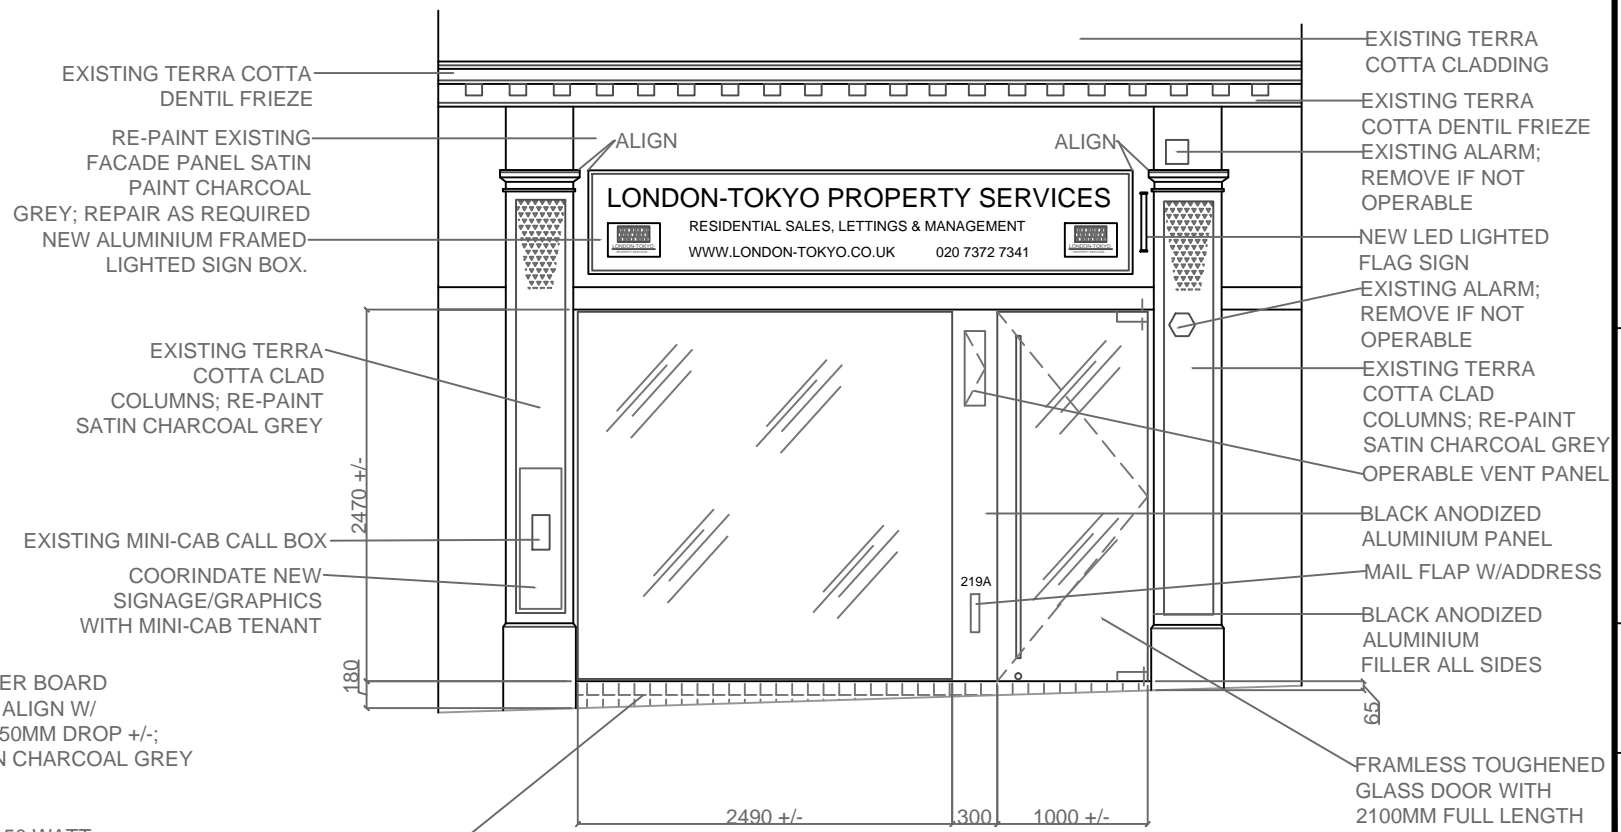 EXISTING TERRA COTTA
DENTIL FRIEZE
RE-PAINT EXISTING
FACADE PANEL SATIN
PAINT CHARCOAL
GREY; REPAIR AS REQUIRED
NEW ALUMINIUM FRAMED
LIGHTED SIGN BOX.
EXISTING TERRA
COTTA CLAD
COLUMNS; RE-PAINT
SATIN CHARCOAL GREY
2470 +/-
EXISTING MINI-CAB CALL BOX
COORINDATE NEW
SIGNAGE/GRAPHICS
WITH MINI-CAB TENANT
180
ER BOARD
ALIGN W/
50MM DROP +/-;
N CHARCOAL GREY
50 WATT
ALIGN
ALIGN
LONDON-TOKYO PROPERTY SERVICES
RESIDENTIAL SALES, LETTINGS & MANAGEMENT
WWW.LONDON-TOKYO.CO.UK 020 7372 7341
LONDON-TOKYO
LONDON-TOKYO
219A
2490 +/-
300
1000 +/-
EXISTING TERRA
COTTA CLADDING
EXISTING TERRA
COTTA DENTIL FRIEZE
EXISTING ALARM;
REMOVE IF NOT
OPERABLE
NEW LED LIGHTED
FLAG SIGN
EXISTING ALARM;
REMOVE IF NOT
OPERABLE
EXISTING TERRA
COTTA CLAD
COLUMNS; RE-PAINT
SATIN CHARCOAL GREY
OPERABLE VENT PANEL
BLACK ANODIZED
ALUMINIUM PANEL
MAIL FLAP W/ADDRESS
BLACK ANODIZED
ALUMINIUM
FILLER ALL SIDES
65
FRAMLESS TOUGHENED
GLASS DOOR WITH
2100MM FULL LENGTH